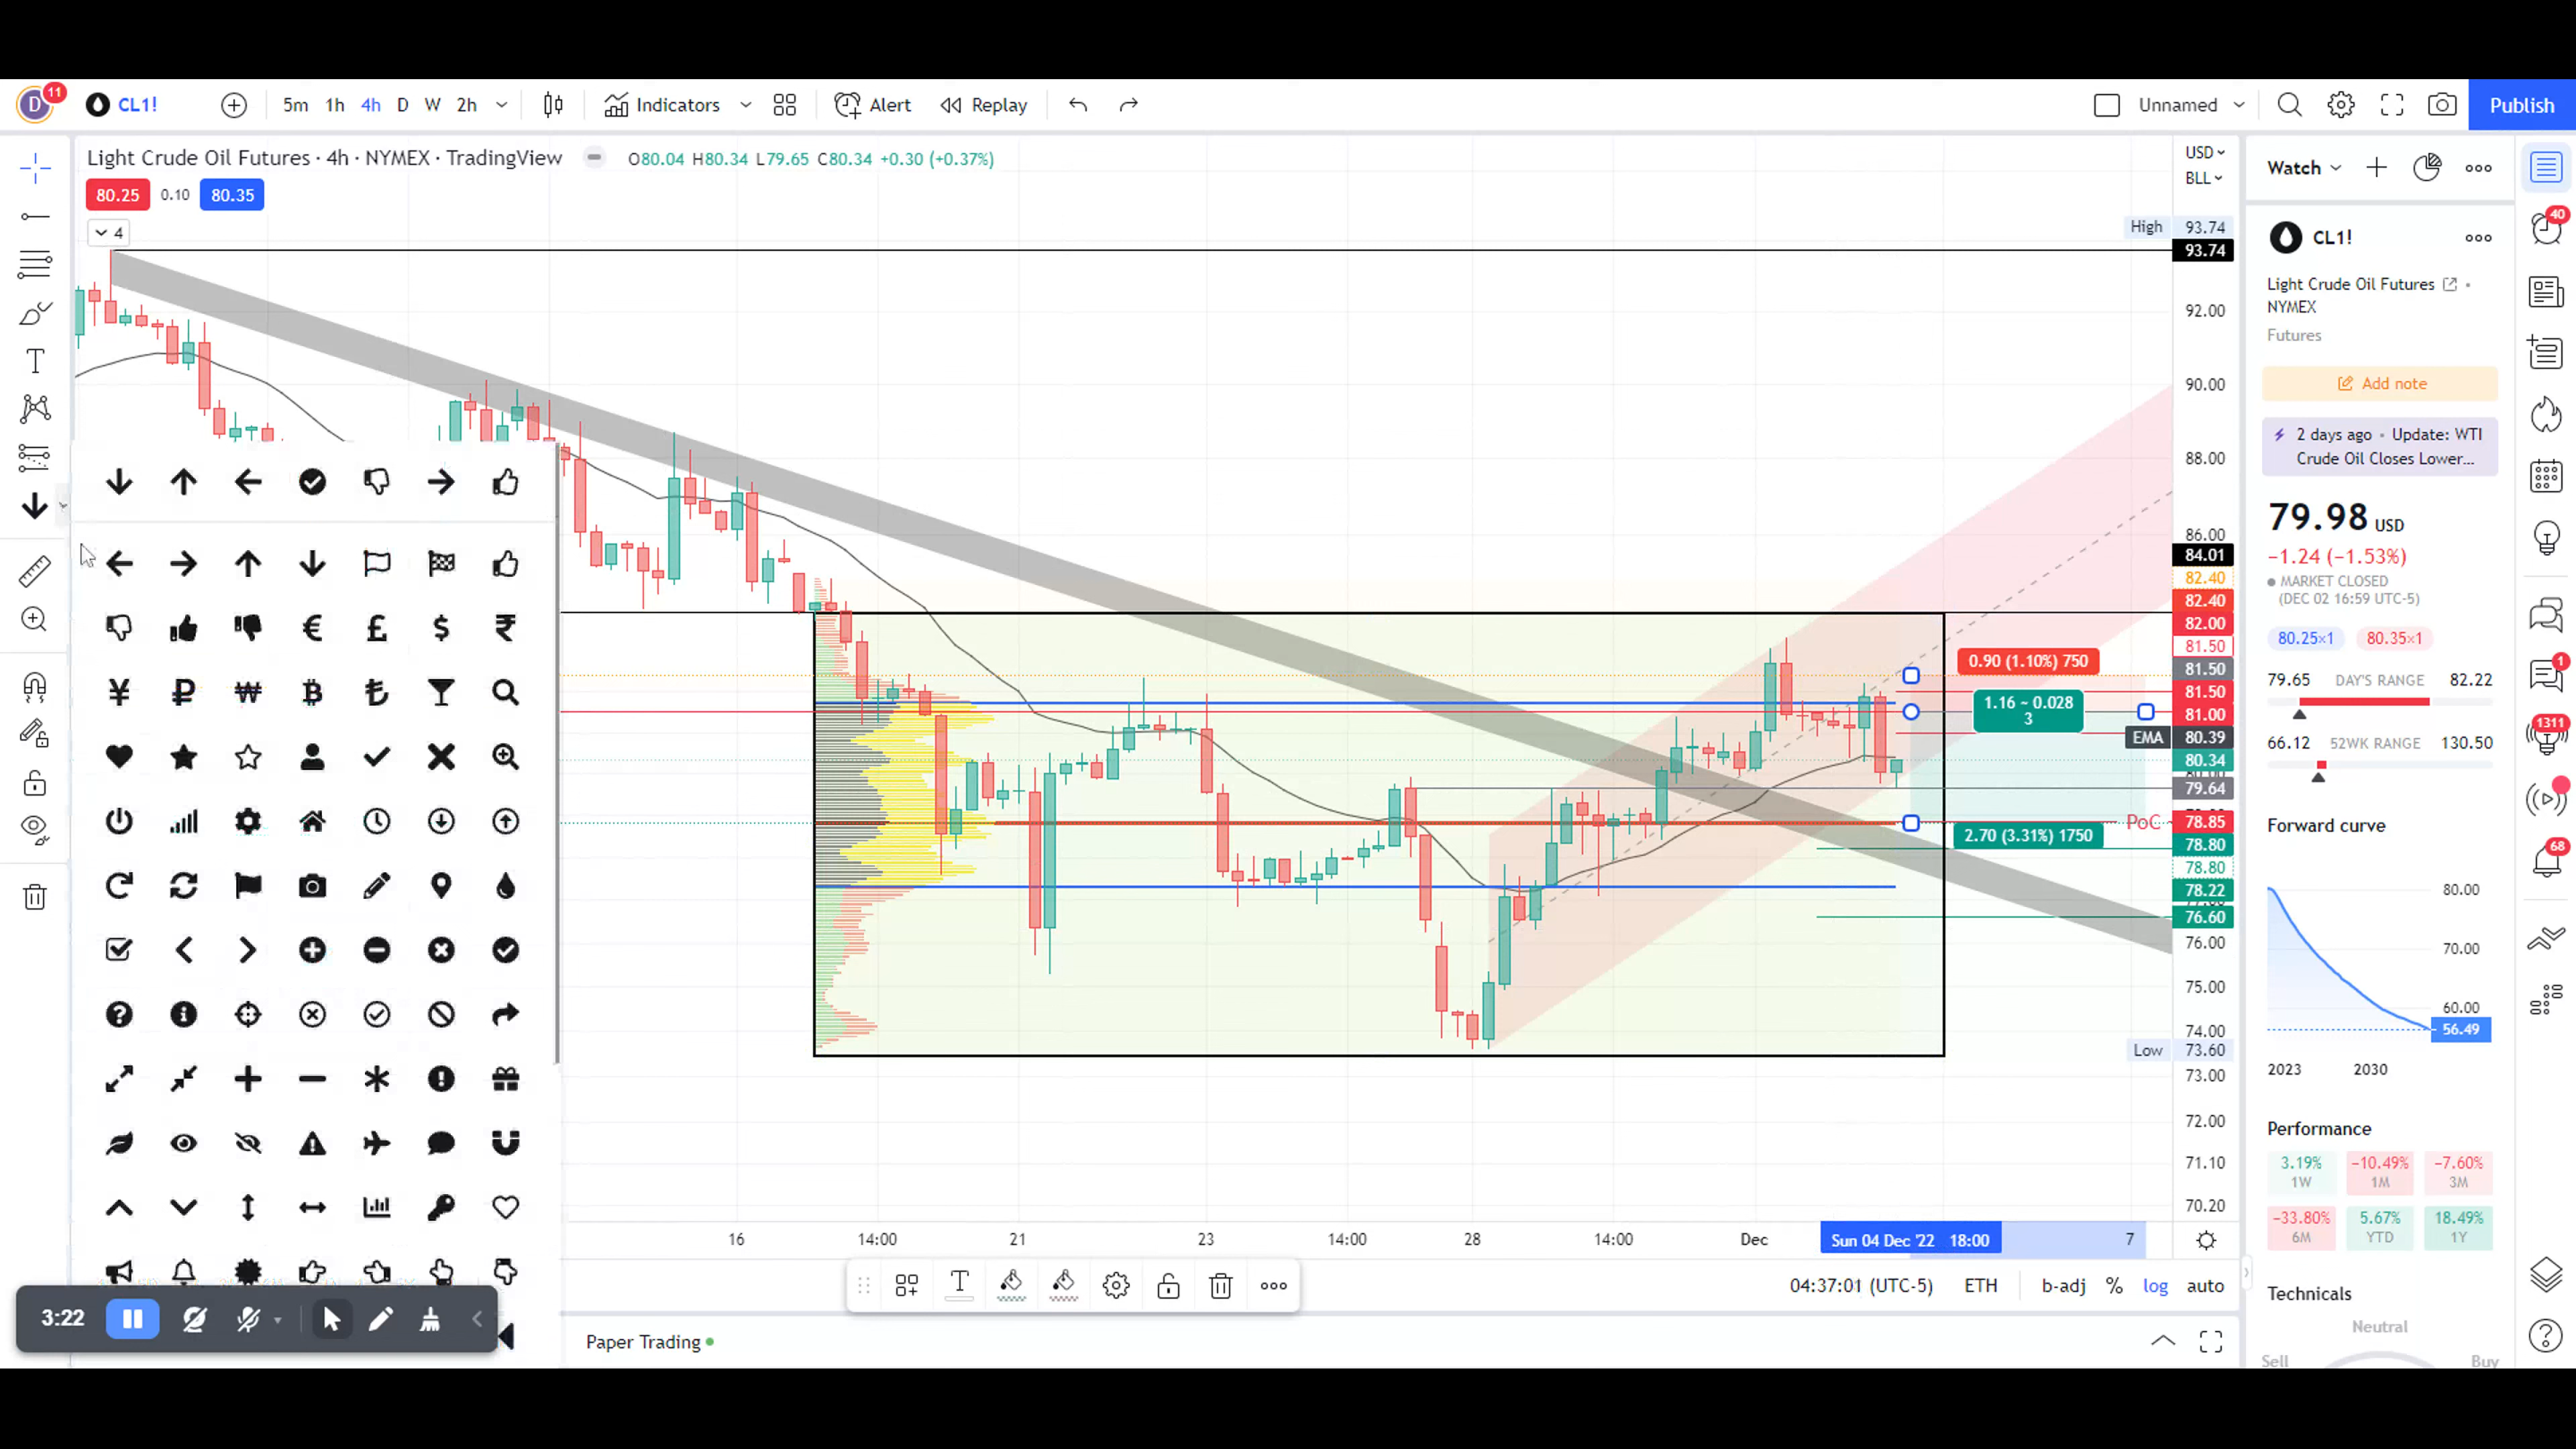 D 11 CL1! 5m 1h 4h D W 2h Indicators Alert Replay Unnamed Publish
Light Crude Oil Futures · 4h · NYMEX · TradingView O80.04 H80.34 L79.65 C80.34 +0.30 (+0.37%)
80.25 0.10 80.35
4
USD
BLL
High 93.74
93.74
92.00
90.00
88.00
86.00
84.01
82.40
82.40
82.00
81.50
81.50
81.50
81.00
EMA 80.39
80.34
79.64
PoC 78.85
78.80
78.80
78.22
76.60
76.00
75.00
74.00
Low 73.60
73.00
72.00
71.10
70.20
0.90 (1.10%) 750
1.16 ~ 0.028
3
2.70 (3.31%) 1750
16 14:00 21 23 14:00 28 14:00 Dec Sun 04 Dec '22 18:00 7
04:37:01 (UTC-5) ETH b-adj % log auto
3:22
Paper Trading
Watch
CL1!
Light Crude Oil Futures
NYMEX
Futures
Add note
2 days ago • Update: WTI
Crude Oil Closes Lower...
79.98 USD
−1.24 (−1.53%)
MARKET CLOSED
(DEC 02 16:59 UTC-5)
80.25×1 80.35×1
79.65 DAY'S RANGE 82.22
66.12 52WK RANGE 130.50
Forward curve
80.00
70.00
60.00
56.49
2023 2030
Performance
3.19% −10.49% −7.60%
1W 1M 3M
−33.80% 5.67% 18.49%
6M YTD 1Y
Technicals
Neutral
Sell Buy
40
1
1311
68